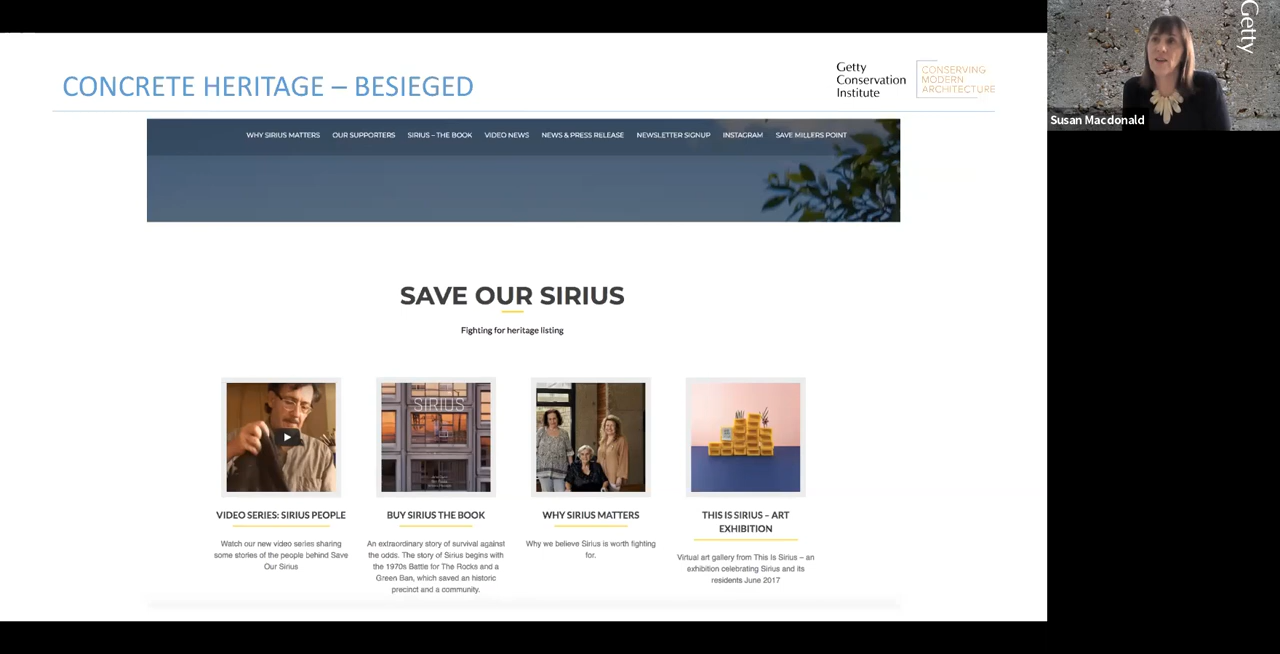 CONCRETE HERITAGE – BESIEGED
Getty
Conservation
Institute
CONSERVING
MODERN
ARCHITECTURE
Getty
Susan Macdonald
WHY SIRIUS MATTERS OUR SUPPORTERS SIRIUS – THE BOOK VIDEO NEWS NEWS & PRESS RELEASE NEWSLETTER SIGNUP INSTAGRAM SAVE MILLERS POINT
SAVE OUR SIRIUS
Fighting for heritage listing
SIRIUS
VIDEO SERIES: SIRIUS PEOPLE
Watch our new video series sharing
some stories of the people behind Save
Our Sirius
BUY SIRIUS THE BOOK
An extraordinary story of survival against
the odds. The story of Sirius begins with
the 1970s Battle for The Rocks and a
Green Ban, which saved an historic
precinct and a community.
WHY SIRIUS MATTERS
Why we believe Sirius is worth fighting
for.
THIS IS SIRIUS – ART
EXHIBITION
Virtual art gallery from This Is Sirius – an
exhibition celebrating Sirius and its
residents June 2017